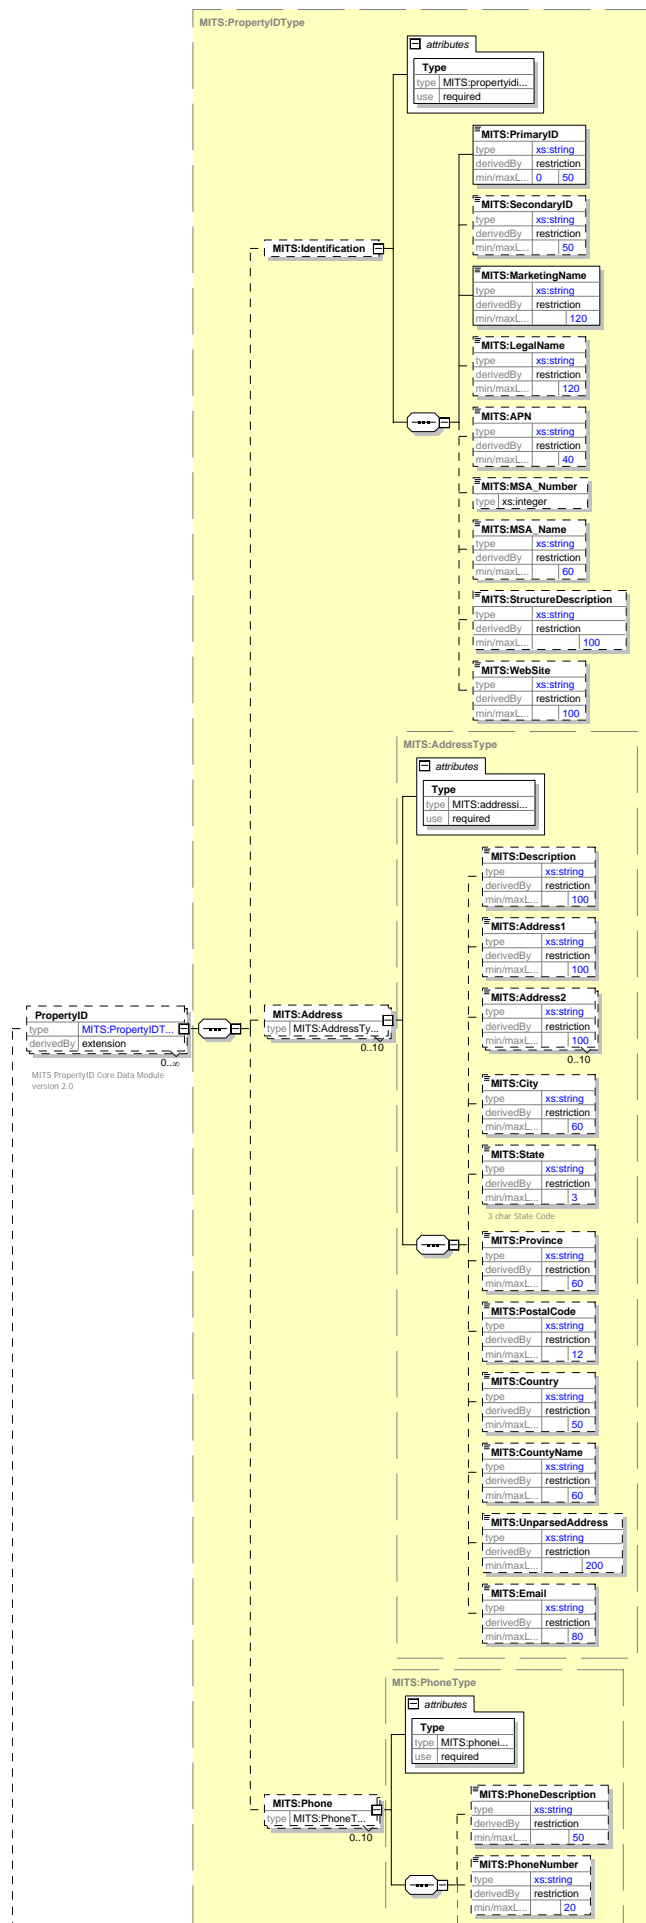 MITS:PropertyIDType
attributes
Type
type MITS:propertyidi...
use required
MITS:PrimaryID
type xs:string
derivedBy restriction
min/maxL... 0 50
MITS:SecondaryID
type xs:string
derivedBy restriction
min/maxL... 50
MITS:Identification
MITS:MarketingName
type xs:string
derivedBy restriction
min/maxL... 120
MITS:LegalName
type xs:string
derivedBy restriction
min/maxL... 120
MITS:APN
type xs:string
derivedBy restriction
min/maxL... 40
MITS:MSA_Number
type xs:integer
MITS:MSA_Name
type xs:string
derivedBy restriction
min/maxL... 60
MITS:StructureDescription
type xs:string
derivedBy restriction
min/maxL... 100
MITS:WebSite
type xs:string
derivedBy restriction
min/maxL... 100
MITS:AddressType
attributes
Type
type MITS:addressi...
use required
MITS:Description
type xs:string
derivedBy restriction
min/maxL... 100
MITS:Address1
type xs:string
derivedBy restriction
min/maxL... 100
PropertyID
type MITS:PropertyIDT...
derivedBy extension
0..∞
MITS PropertyID Core Data Module
version 2.0
MITS:Address
type MITS:AddressTy...
0..10
MITS:Address2
type xs:string
derivedBy restriction
min/maxL... 100
0..10
MITS:City
type xs:string
derivedBy restriction
min/maxL... 60
MITS:State
type xs:string
derivedBy restriction
min/maxL... 3
3 char State Code
MITS:Province
type xs:string
derivedBy restriction
min/maxL... 60
MITS:PostalCode
type xs:string
derivedBy restriction
min/maxL... 12
MITS:Country
type xs:string
derivedBy restriction
min/maxL... 50
MITS:CountyName
type xs:string
derivedBy restriction
min/maxL... 60
MITS:UnparsedAddress
type xs:string
derivedBy restriction
min/maxL... 200
MITS:Email
type xs:string
derivedBy restriction
min/maxL... 80
MITS:PhoneType
attributes
Type
type MITS:phonei...
use required
MITS:Phone
type MITS:PhoneT...
0..10
MITS:PhoneDescription
type xs:string
derivedBy restriction
min/maxL... 50
MITS:PhoneNumber
type xs:string
derivedBy restriction
min/maxL... 20